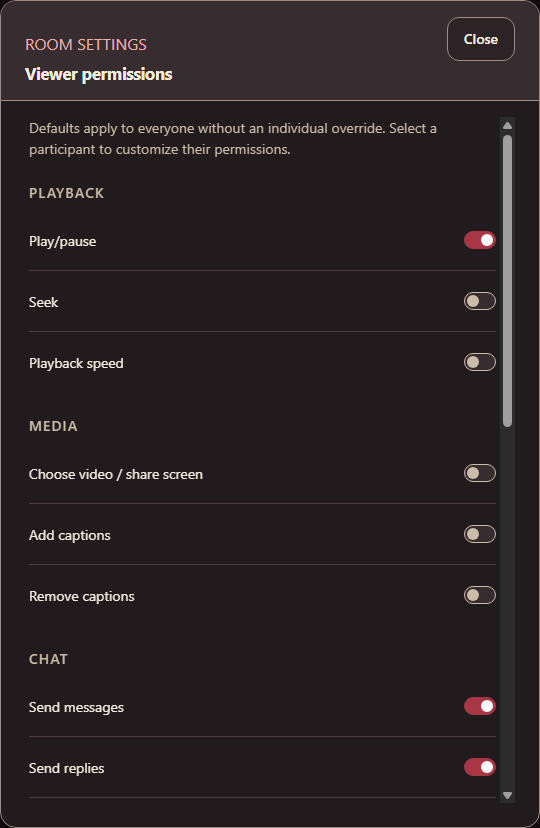 ROOM SETTINGS
Viewer permissions
Close
Defaults apply to everyone without an individual override. Select a
participant to customize their permissions.
PLAYBACK
Play/pause
Seek
Playback speed
MEDIA
Choose video / share screen
Add captions
Remove captions
CHAT
Send messages
Send replies